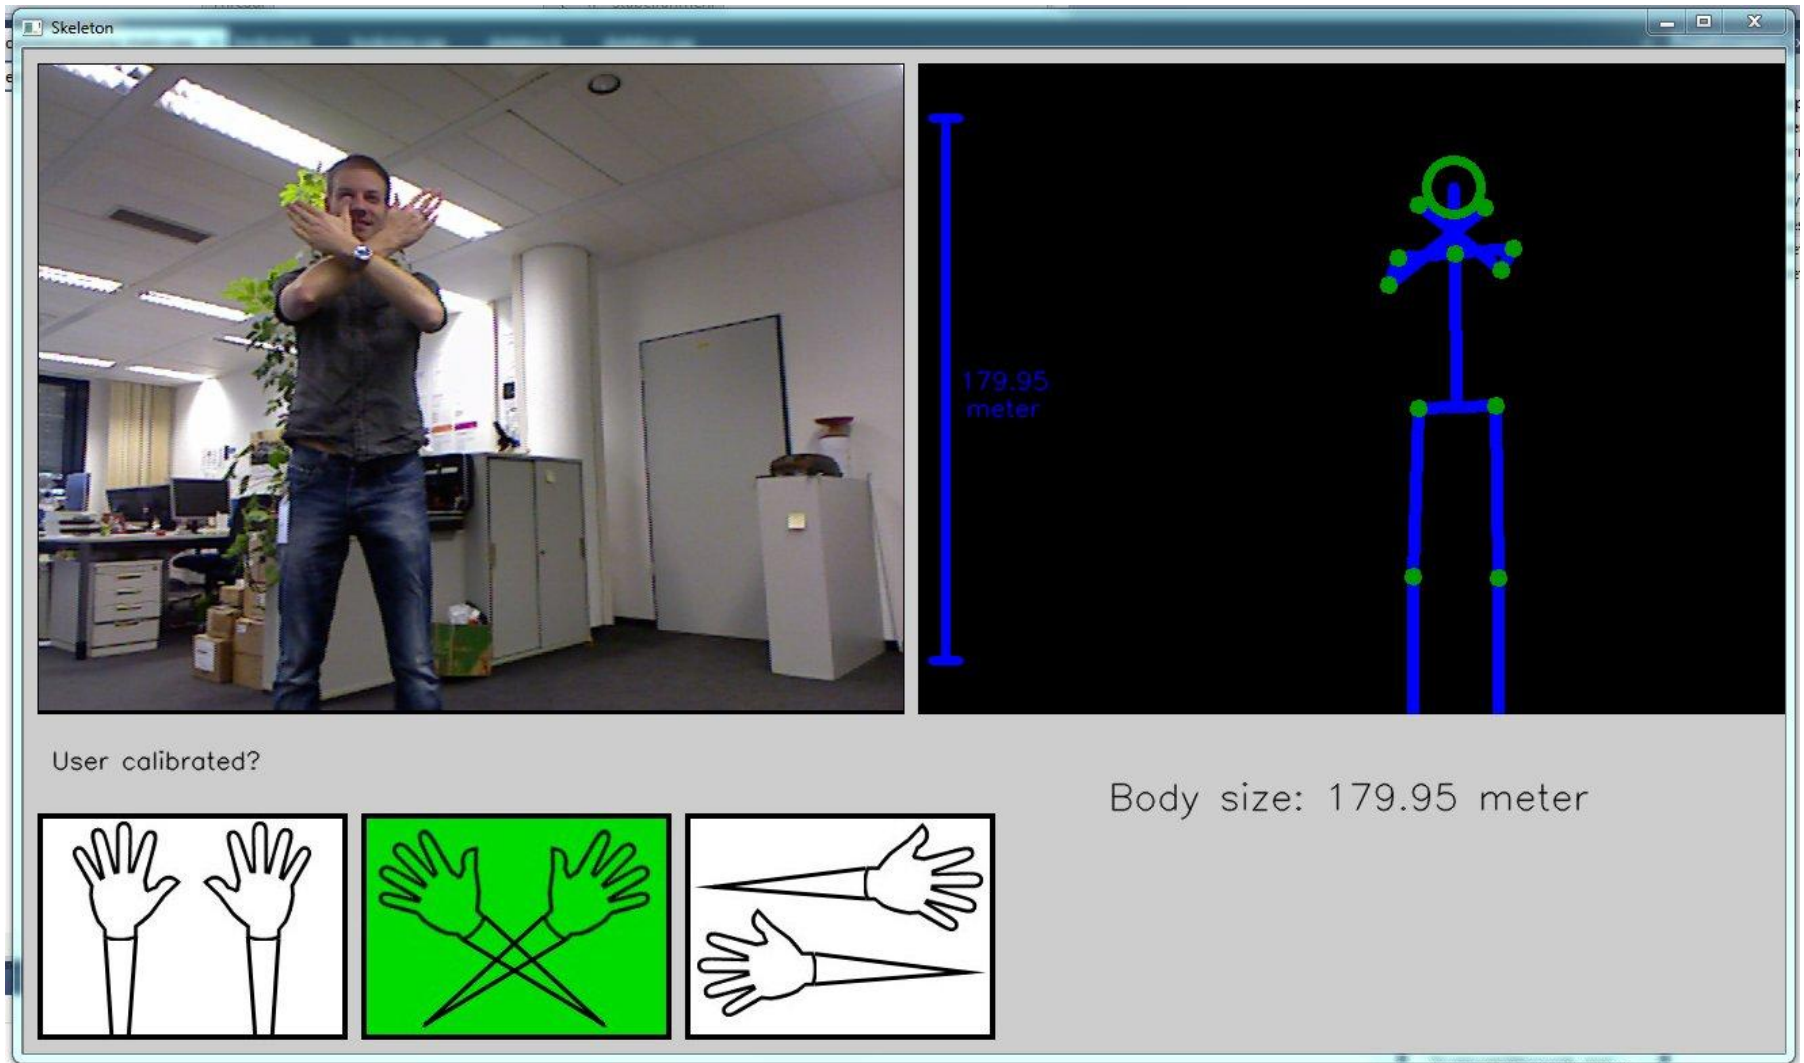 Skeleton
179.95
meter
User calibrated?
Body size: 179.95 meter